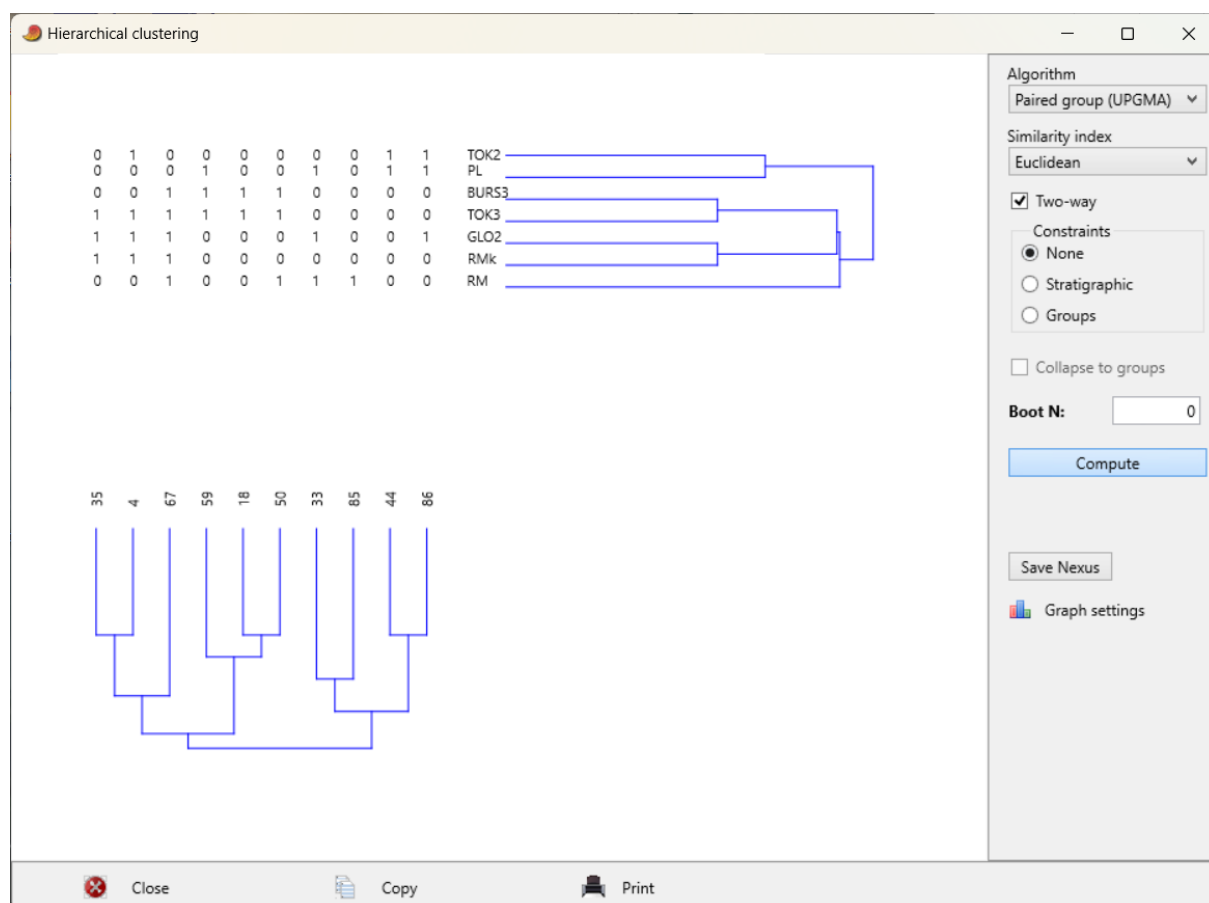 Hierarchical clustering
Algorithm
Paired group (UPGMA)
Similarity index
Euclidean
Two-way
Constraints
None
Stratigraphic
Groups
Collapse to groups
Boot N: 0
Compute
Save Nexus
Graph settings
0 1 0 0 0 0 0 0 1 1 TOK2
0 0 0 1 0 0 1 0 1 1 PL
0 0 1 1 1 1 0 0 0 0 BURS3
1 1 1 1 1 1 0 0 0 0 TOK3
1 1 1 0 0 0 1 0 0 1 GLO2
1 1 1 0 0 0 0 0 0 0 RMk
0 0 1 0 0 1 1 1 0 0 RM
35 4 67 59 18 50 33 85 44 86
Close Copy Print